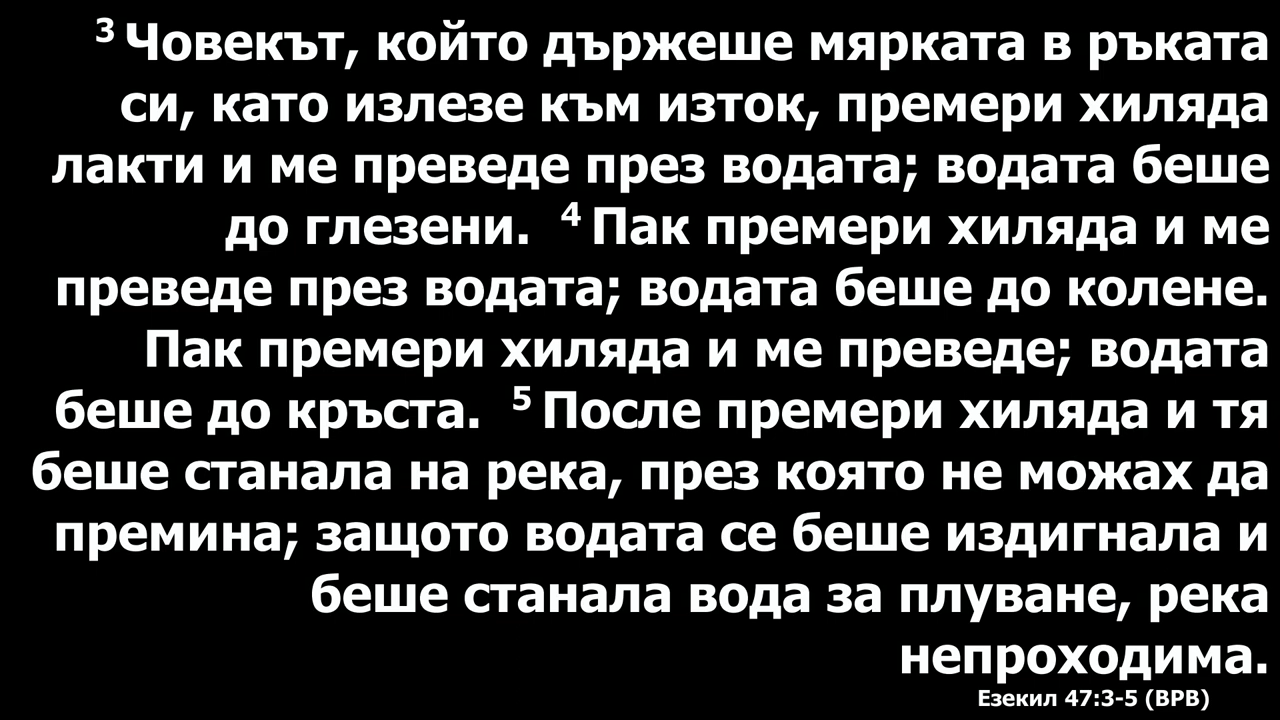 3 Човекът, който държеше мярката в ръката
си, като излезе към изток, премери хиляда
лакти и ме преведе през водата; водата беше
до глезени. 4 Пак премери хиляда и ме
преведе през водата; водата беше до колене.
Пак премери хиляда и ме преведе; водата
беше до кръста. 5 После премери хиляда и тя
беше станала на река, през която не можах да
премина; защото водата се беше издигнала и
беше станала вода за плуване, река
непроходима.
Езекил 47:3-5 (ВРВ)